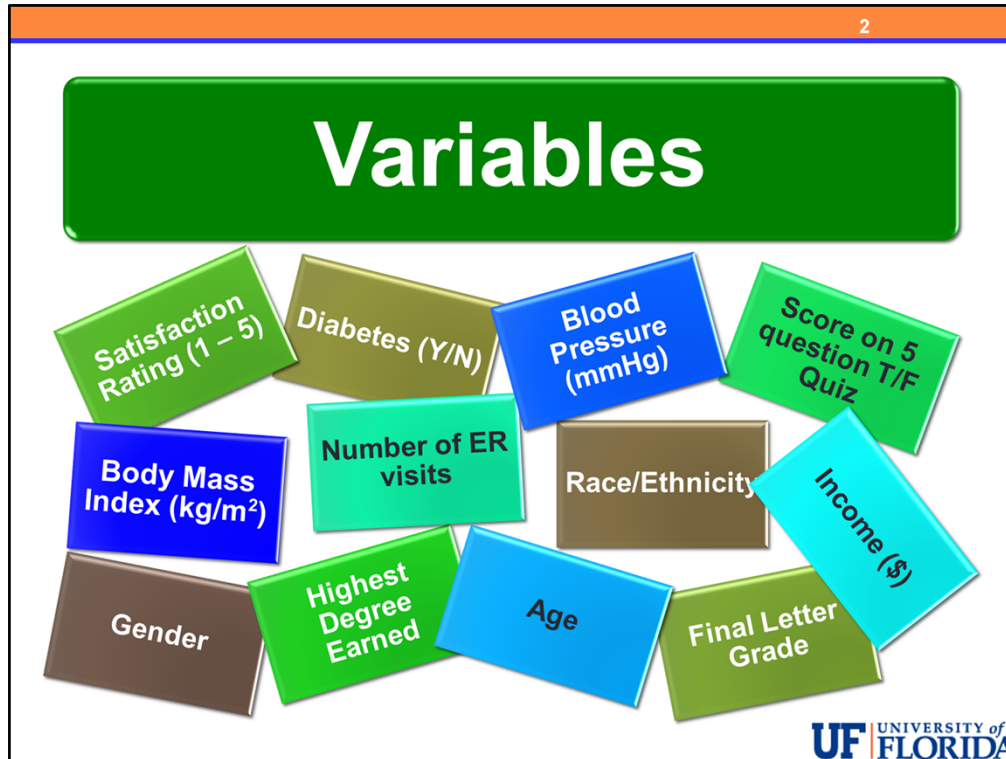 2
Variables
Satisfaction
Rating (1 – 5)
Diabetes (Y/N)
Blood
Pressure
(mmHg)
Score on 5
question T/F
Quiz
Body Mass
Index (kg/m²)
Number of ER
visits
Race/Ethnicity
Income ($)
Gender
Highest
Degree
Earned
Age
Final Letter
Grade
UF UNIVERSITY of
FLORIDA